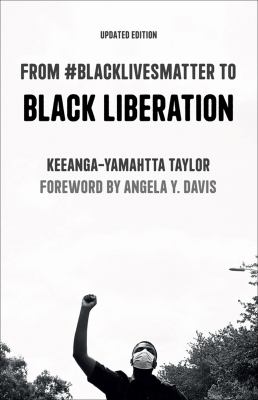 UPDATED EDITION
FROM #BLACKLIVESMATTER TO
BLACK LIBERATION
KEEANGA-YAMAHTTA TAYLOR
FOREWORD BY ANGELA Y. DAVIS